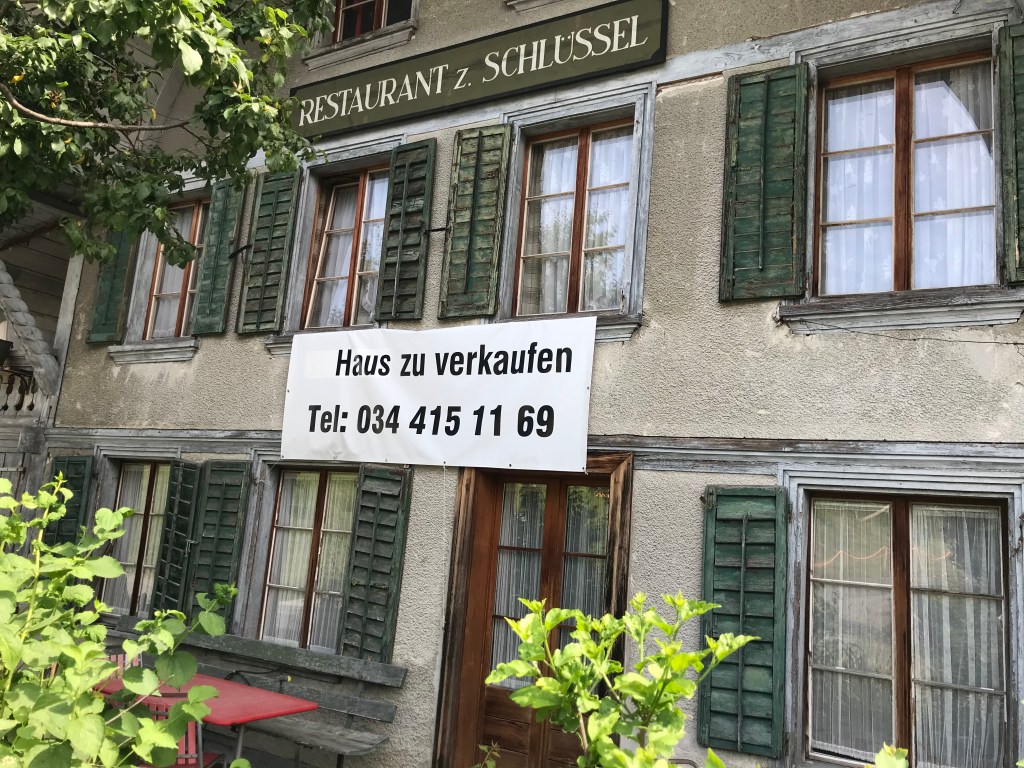 RESTAURANT z. SCHLÜSSEL
Haus zu verkaufen
Tel: 034 415 11 69